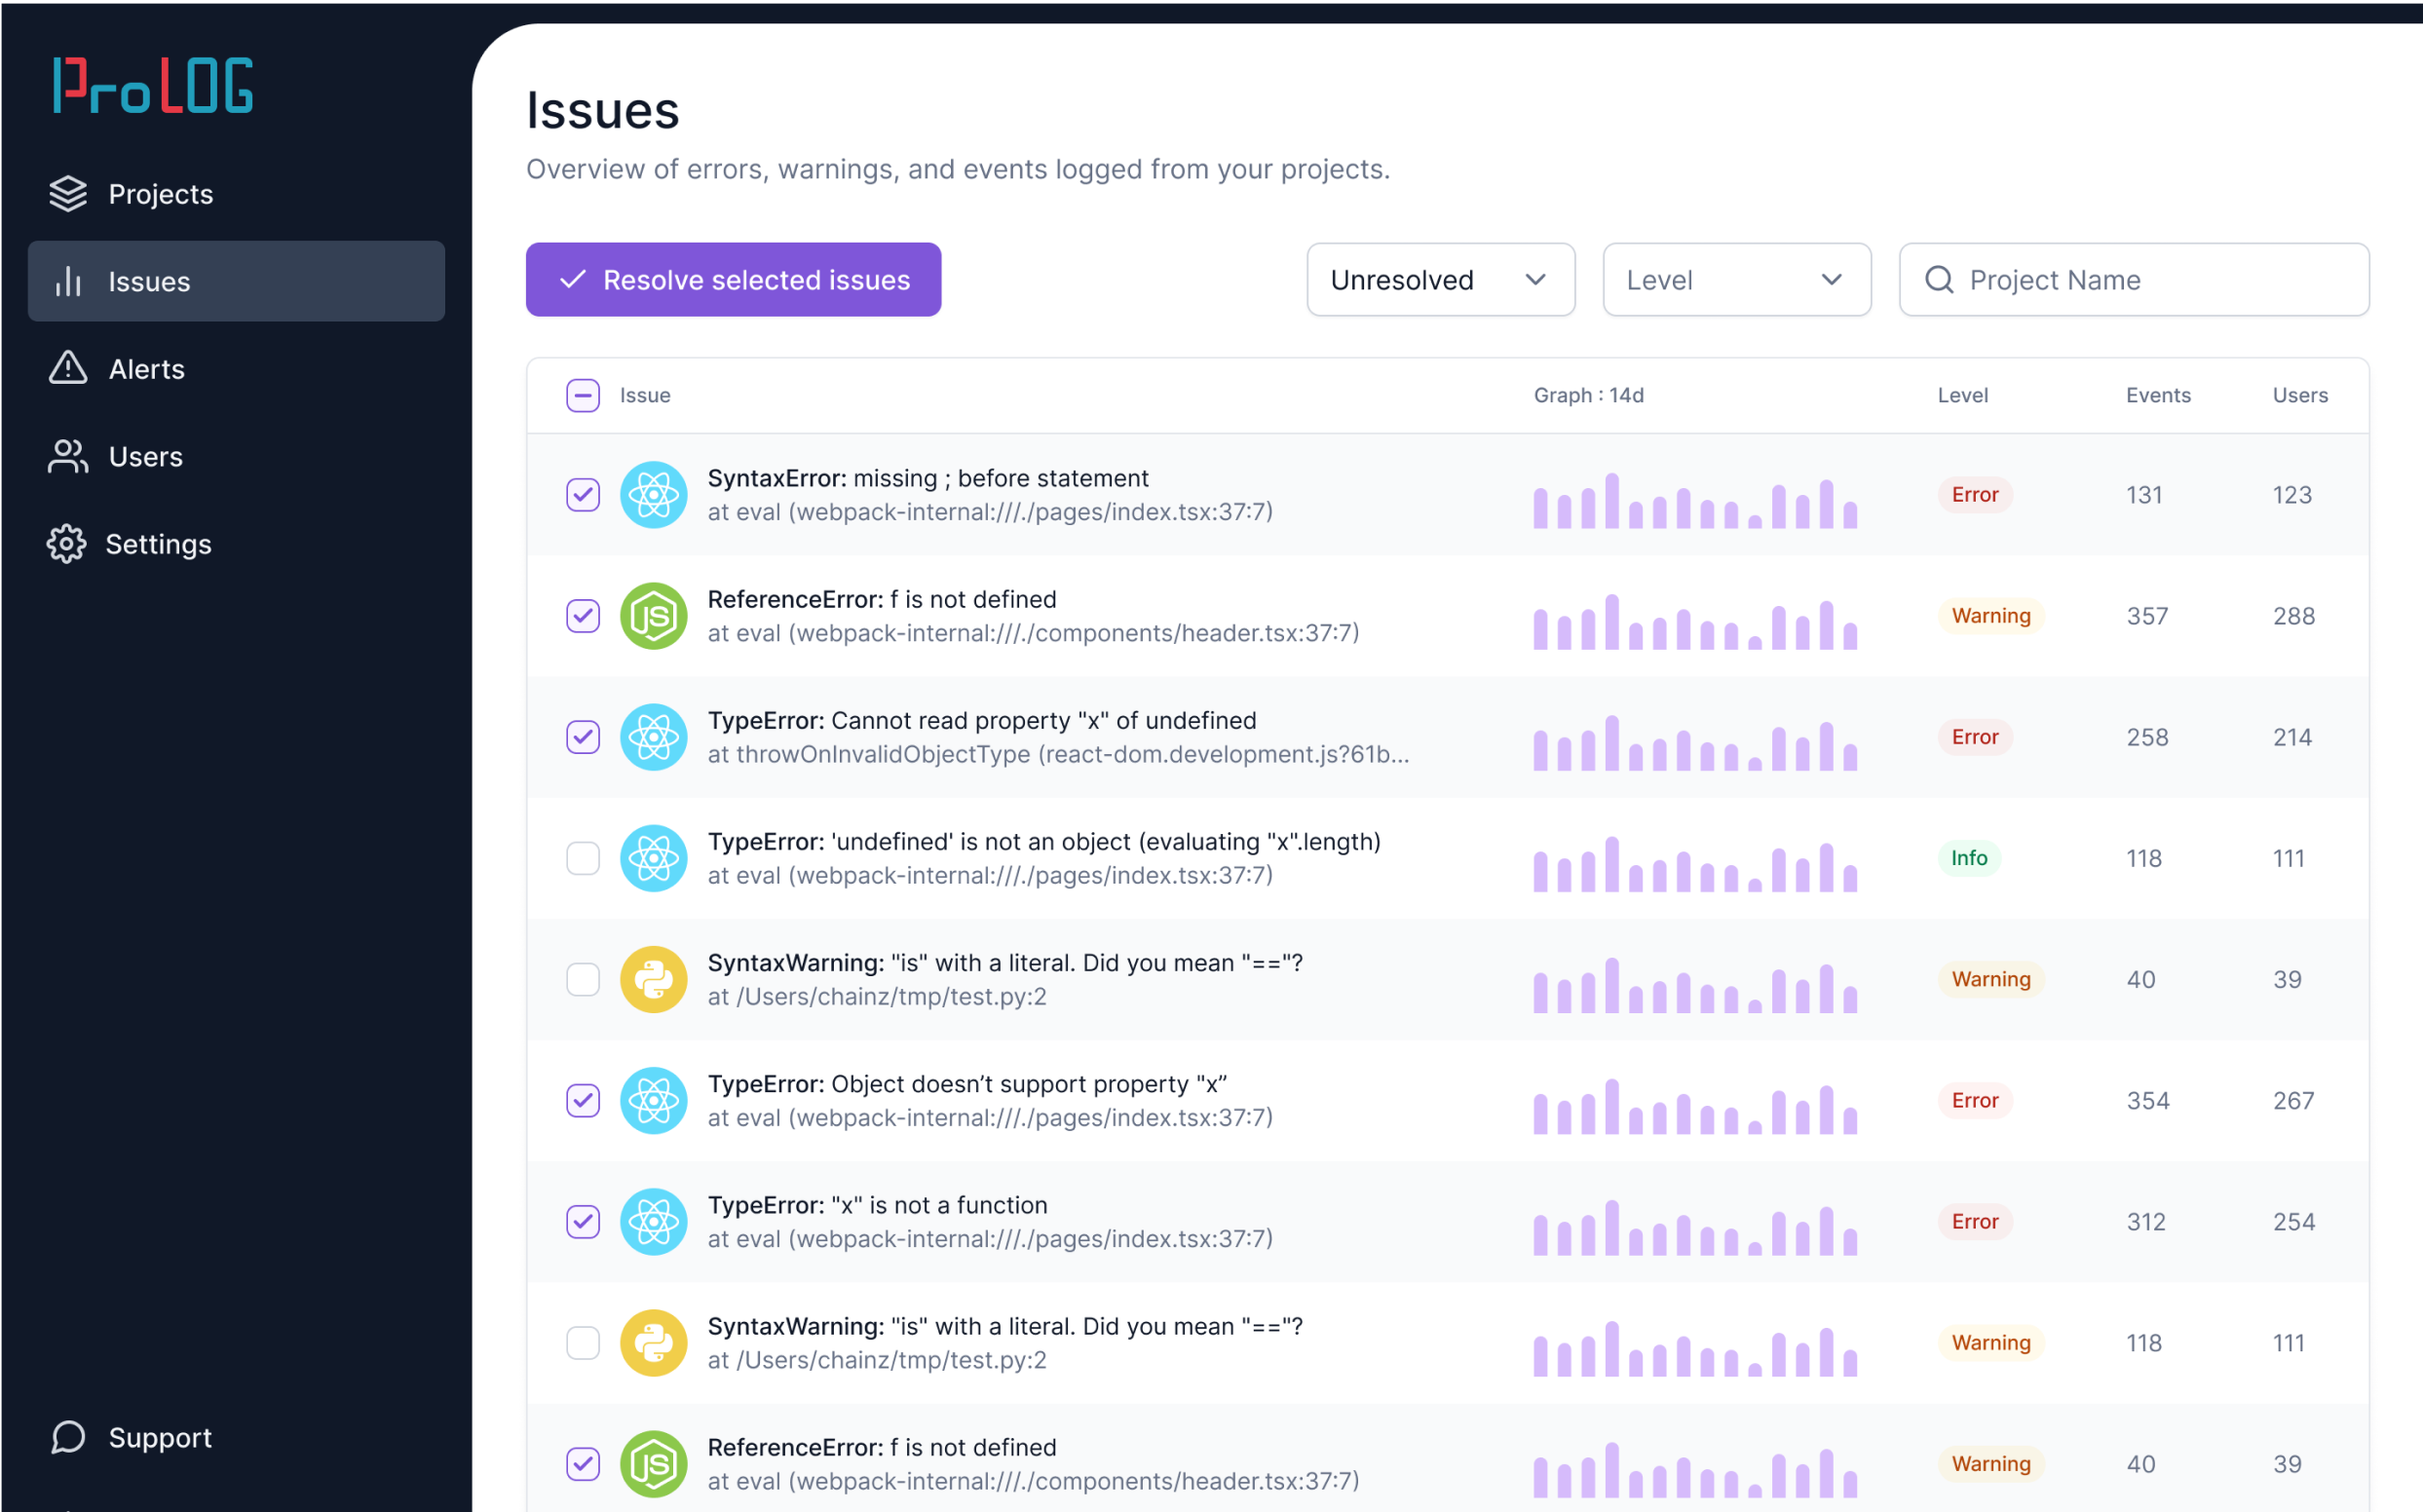 ProLOG
Projects
Issues
Alerts
Users
Settings
Support
Issues
Overview of errors, warnings, and events logged from your projects.
Resolve selected issues
Unresolved
Level
Project Name
Issue Graph : 14d Level Events Users
SyntaxError: missing ; before statement
at eval (webpack-internal:///./pages/index.tsx:37:7)
Error 131 123
JS
ReferenceError: f is not defined
at eval (webpack-internal:///./components/header.tsx:37:7)
Warning 357 288
TypeError: Cannot read property "x" of undefined
at throwOnInvalidObjectType (react-dom.development.js?61b...
Error 258 214
TypeError: 'undefined' is not an object (evaluating "x".length)
at eval (webpack-internal:///./pages/index.tsx:37:7)
Info 118 111
SyntaxWarning: "is" with a literal. Did you mean "=="?
at /Users/chainz/tmp/test.py:2
Warning 40 39
TypeError: Object doesn’t support property "x”
at eval (webpack-internal:///./pages/index.tsx:37:7)
Error 354 267
TypeError: "x" is not a function
at eval (webpack-internal:///./pages/index.tsx:37:7)
Error 312 254
SyntaxWarning: "is" with a literal. Did you mean "=="?
at /Users/chainz/tmp/test.py:2
Warning 118 111
JS
ReferenceError: f is not defined
at eval (webpack-internal:///./components/header.tsx:37:7)
Warning 40 39